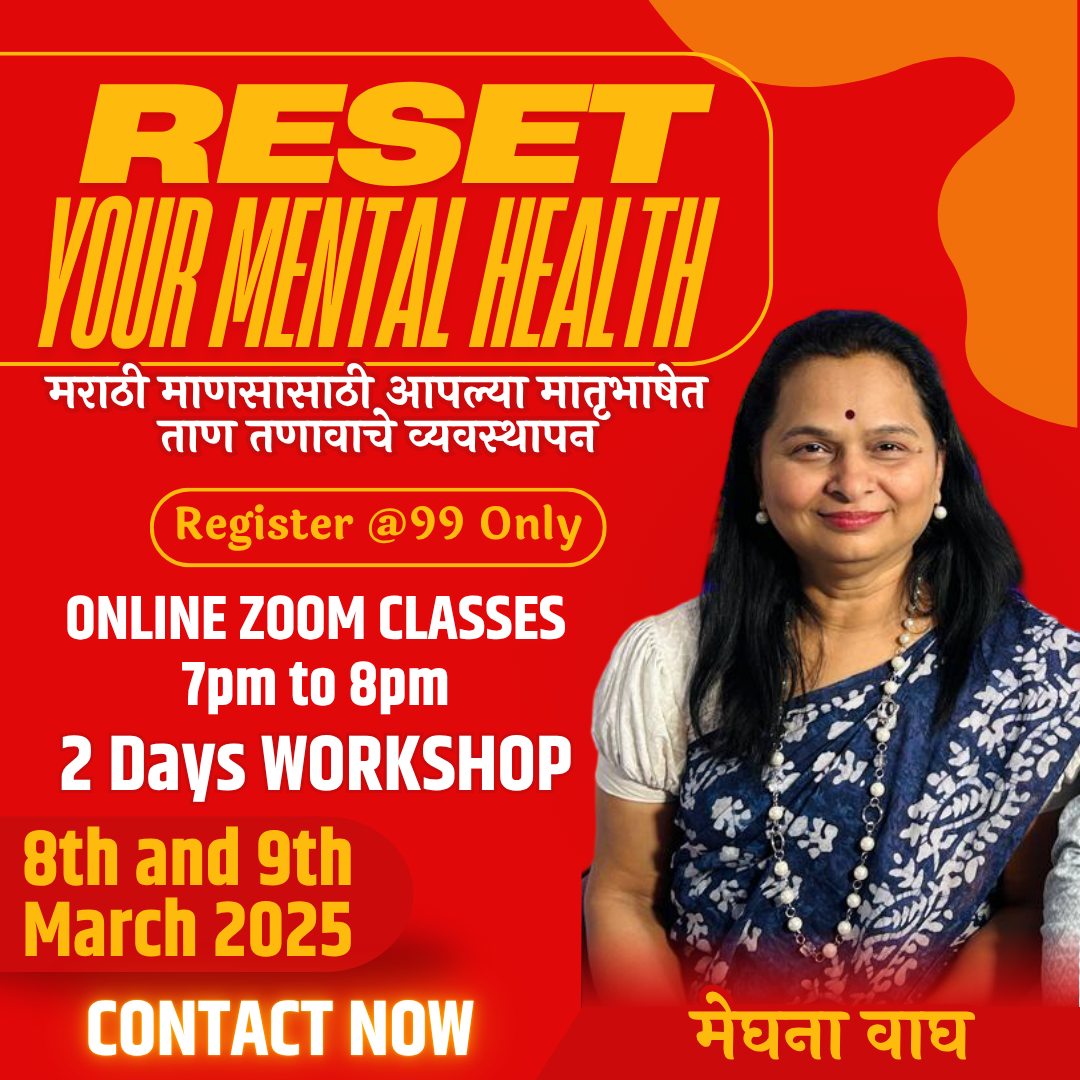 RESET
YOUR MENTAL HEALTH
मराठी माणसासाठी आपल्या मातृभाषेत
ताण तणावाचे व्यवस्थापन
Register @99 Only
ONLINE ZOOM CLASSES
7pm to 8pm
2 Days WORKSHOP
8th and 9th
March 2025
CONTACT NOW
मेघना वाघ